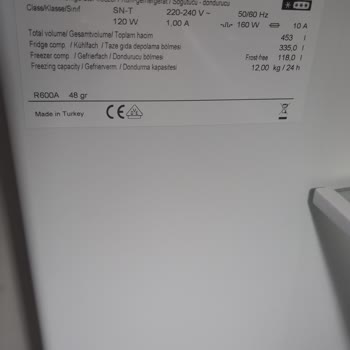 Class/Klasse/Sınıf SN-T 220-240 V ~ 50/60 Hz
120 W 1,00 A 160 W 10 A
Total volume/ Gesamtvolume/ Toplam hacim 453 l
Fridge comp. / Kühlfach / Taze gıda depolama bölmesi 335,0 l
Freezer comp. / Gefrierfach / Dondurucu bölmesi Frost-free 118,0 l
Freezing capacity / Gefrierverm. / Dondurma kapasitesi 12,00 kg / 24 h
R600A 48 gr
Made in Turkey CE